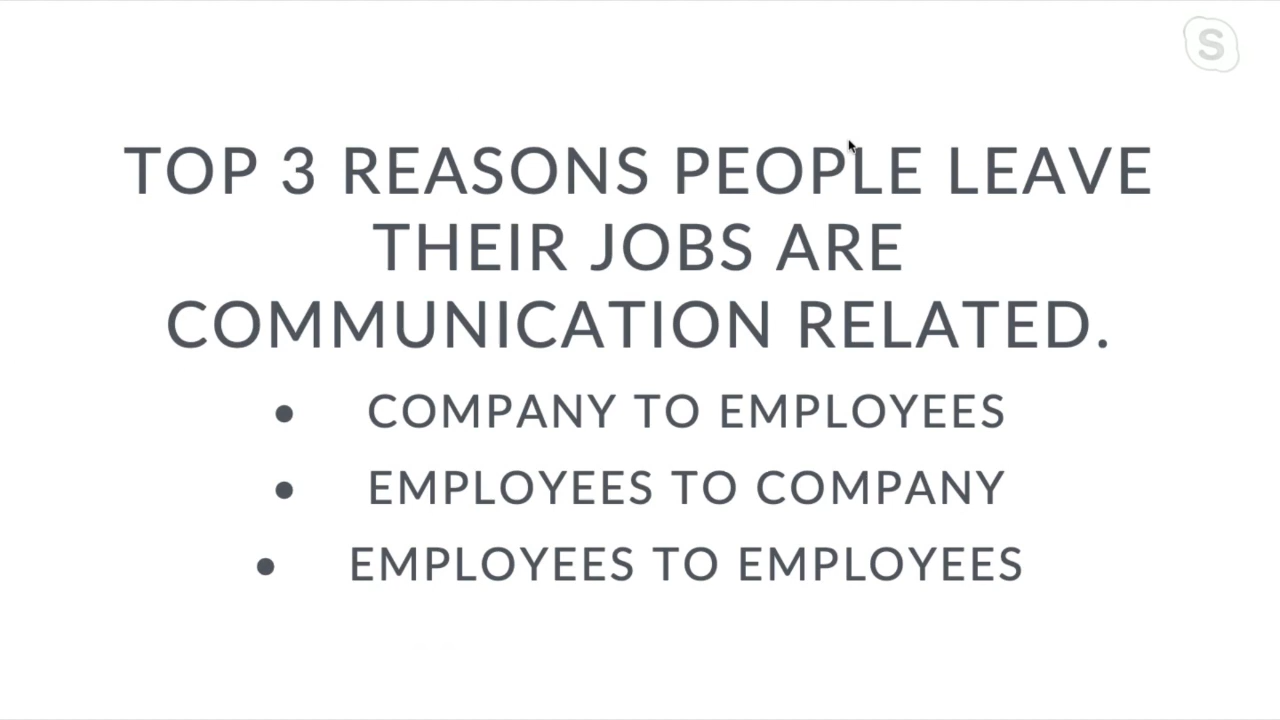 S
TOP 3 REASONS PEOPLE LEAVE
THEIR JOBS ARE
COMMUNICATION RELATED.
• COMPANY TO EMPLOYEES
• EMPLOYEES TO COMPANY
• EMPLOYEES TO EMPLOYEES